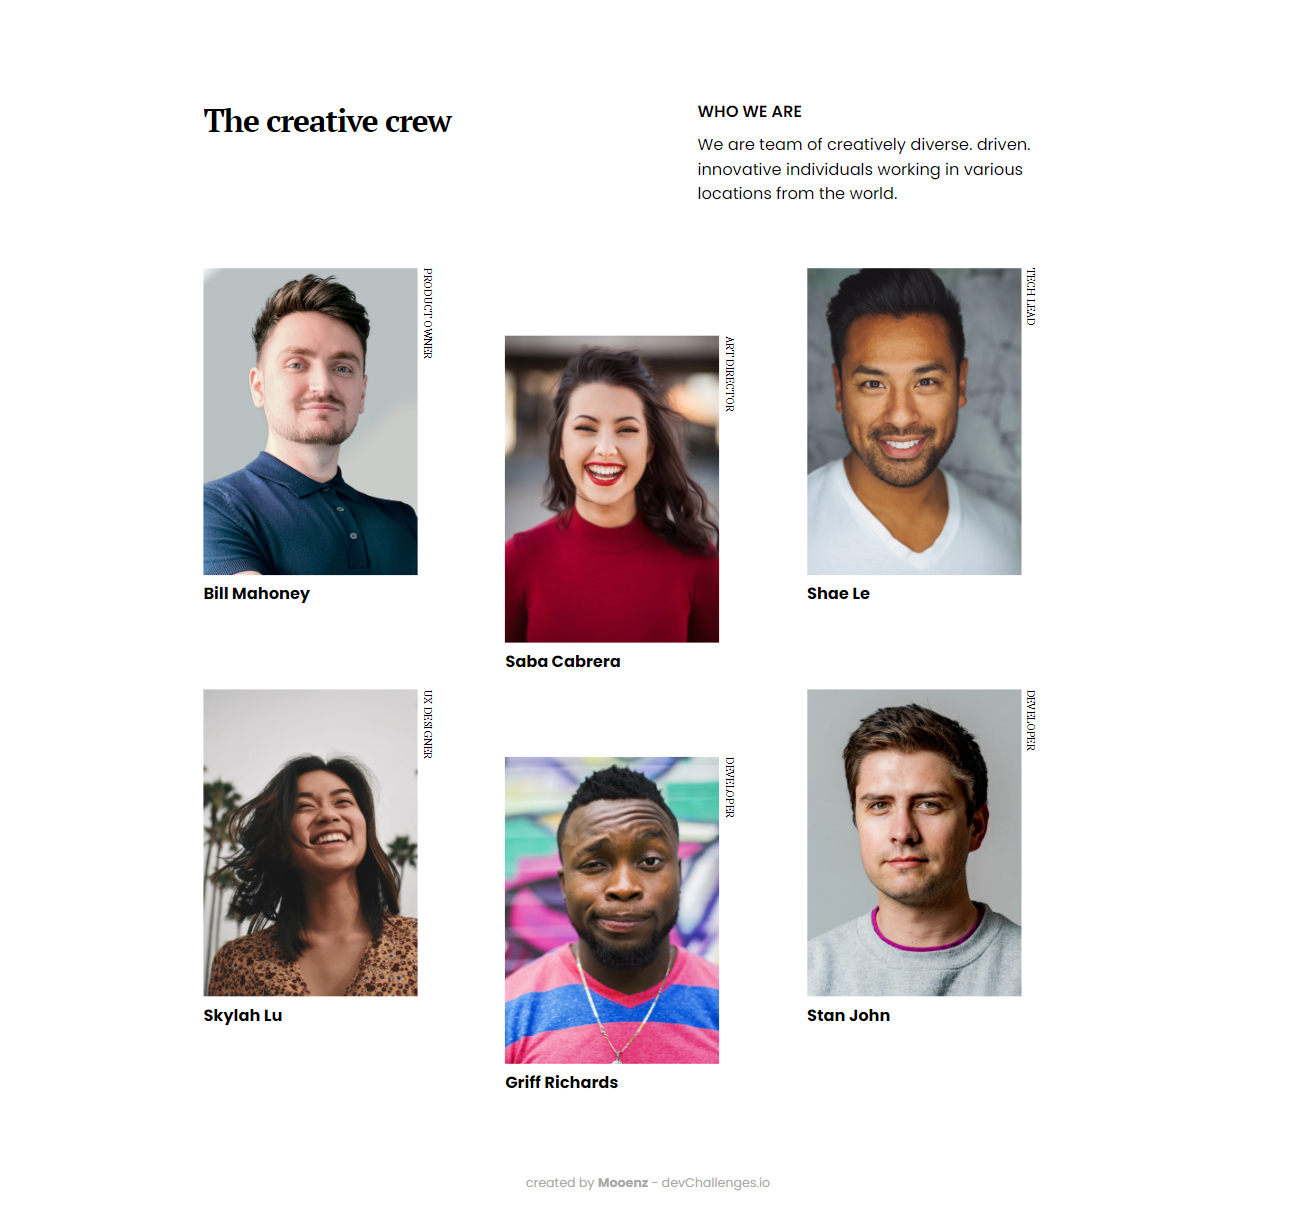 The creative crew
WHO WE ARE
We are team of creatively diverse. driven.
innovative individuals working in various
locations from the world.
PRODUCT OWNER
Bill Mahoney
ART DIRECTOR
Saba Cabrera
TECH LEAD
Shae Le
UX DESIGNER
Skylah Lu
DEVELOPER
Griff Richards
DEVELOPER
Stan John
created by Mooenz - devChallenges.io